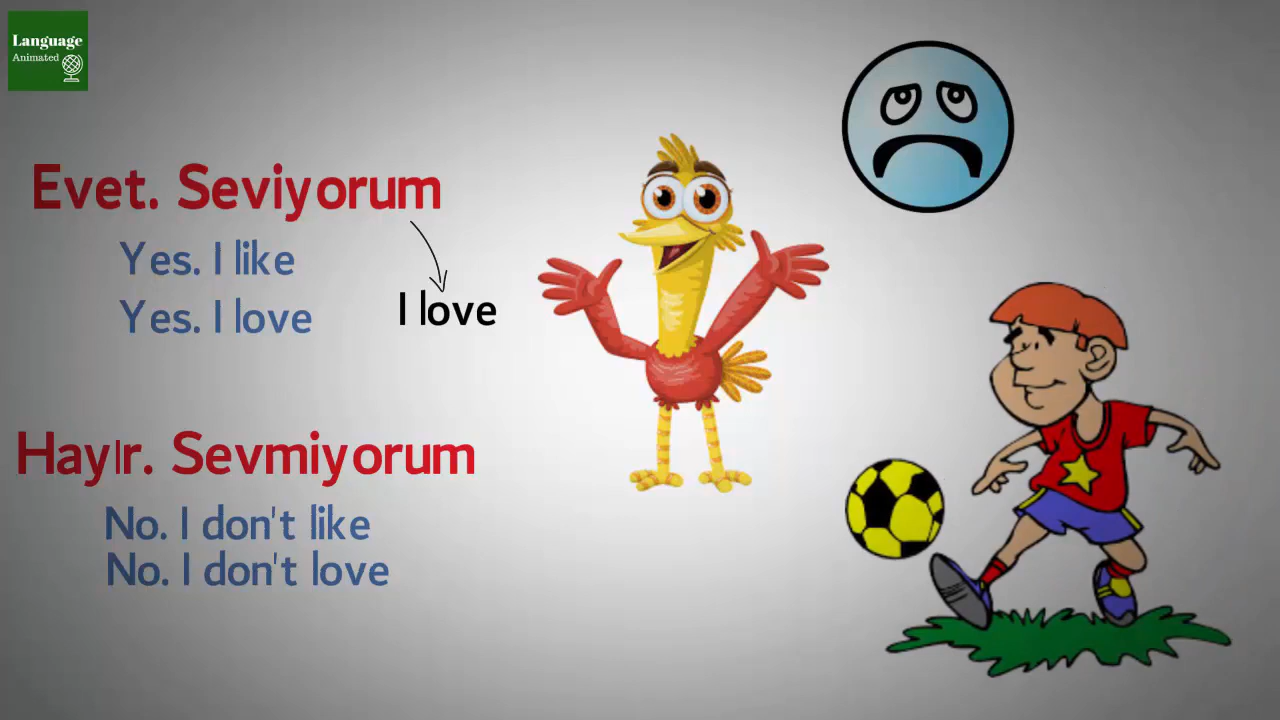 Language
Animated
Evet. Seviyorum
Yes. I like
Yes. I love
I love
Hayır. Sevmiyorum
No. I don't like
No. I don't love